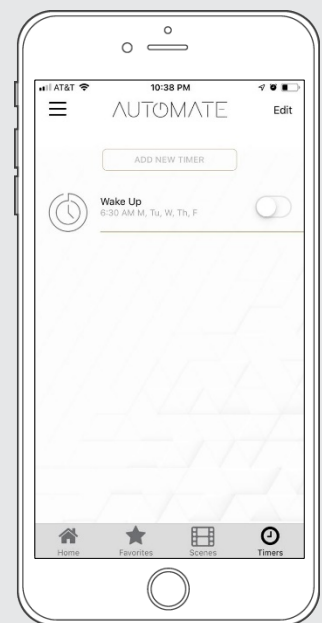 AT&T
10:38 PM
AUTOMATE
Edit
ADD NEW TIMER
Wake Up
6:30 AM M, Tu, W, Th, F
Home
Favorites
Scenes
Timers